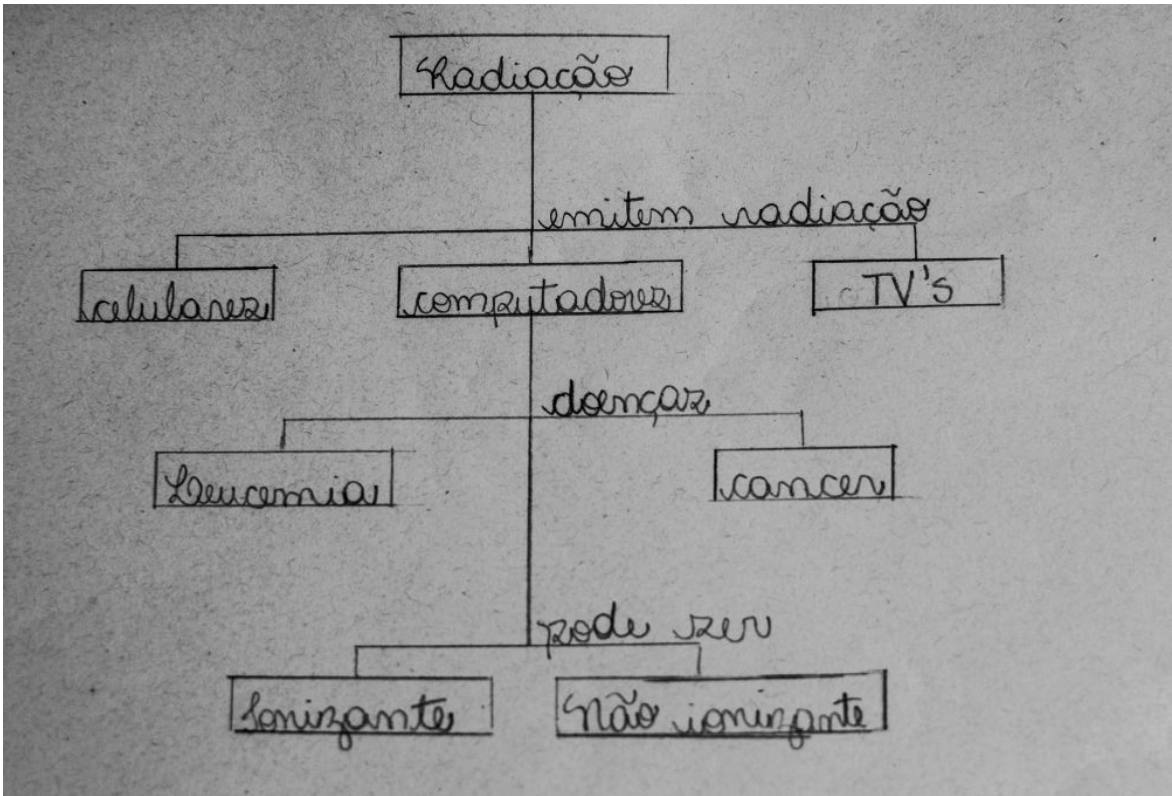 Radiação
emitem radiação
celulares computadores TV's
doenças
Leucemia cancer
pode ser
Ionizante Não ionizante